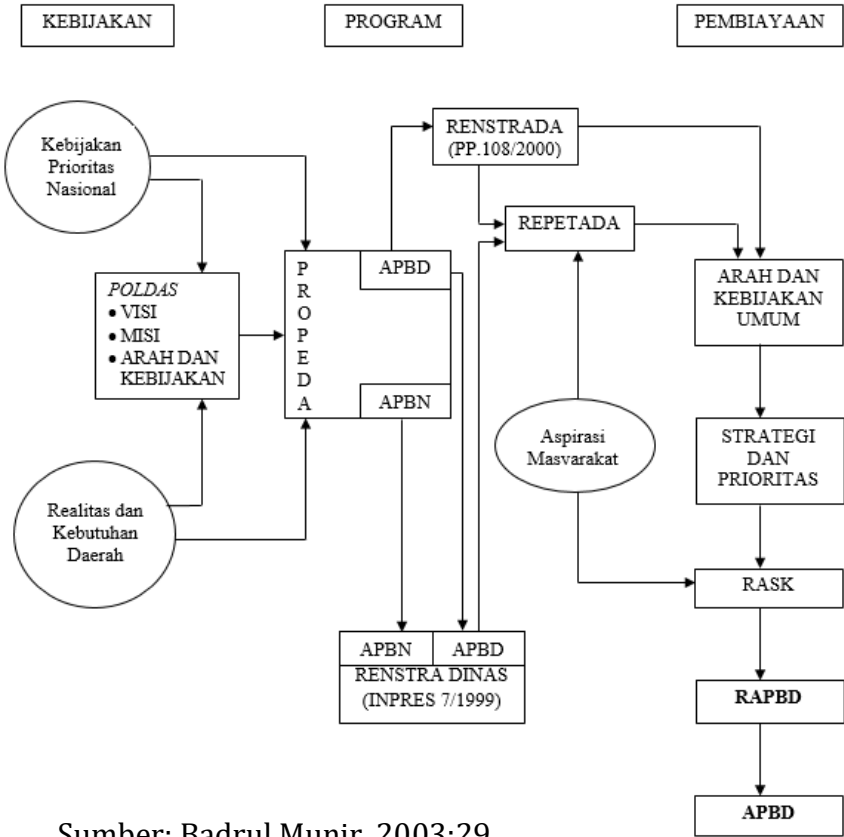 KEBIJAKAN
PROGRAM
PEMBIAYAAN
Kebijakan
Prioritas
Nasional
RENSTRADA
(PP.108/2000)
REPETADA
POLDAS
• VISI
• MISI
• ARAH DAN
KEBIJAKAN
P
R
O
P
E
D
A
APBD
APBN
ARAH DAN
KEBIJAKAN
UMUM
Aspirasi
Masvarakat
STRATEGI
DAN
PRIORITAS
Realitas dan
Kebutuhan
Daerah
RASK
APBN
APBD
RENSTRA DINAS
(INPRES 7/1999)
RAPBD
APBD
Sumber: Badrul Munir, 2003:29